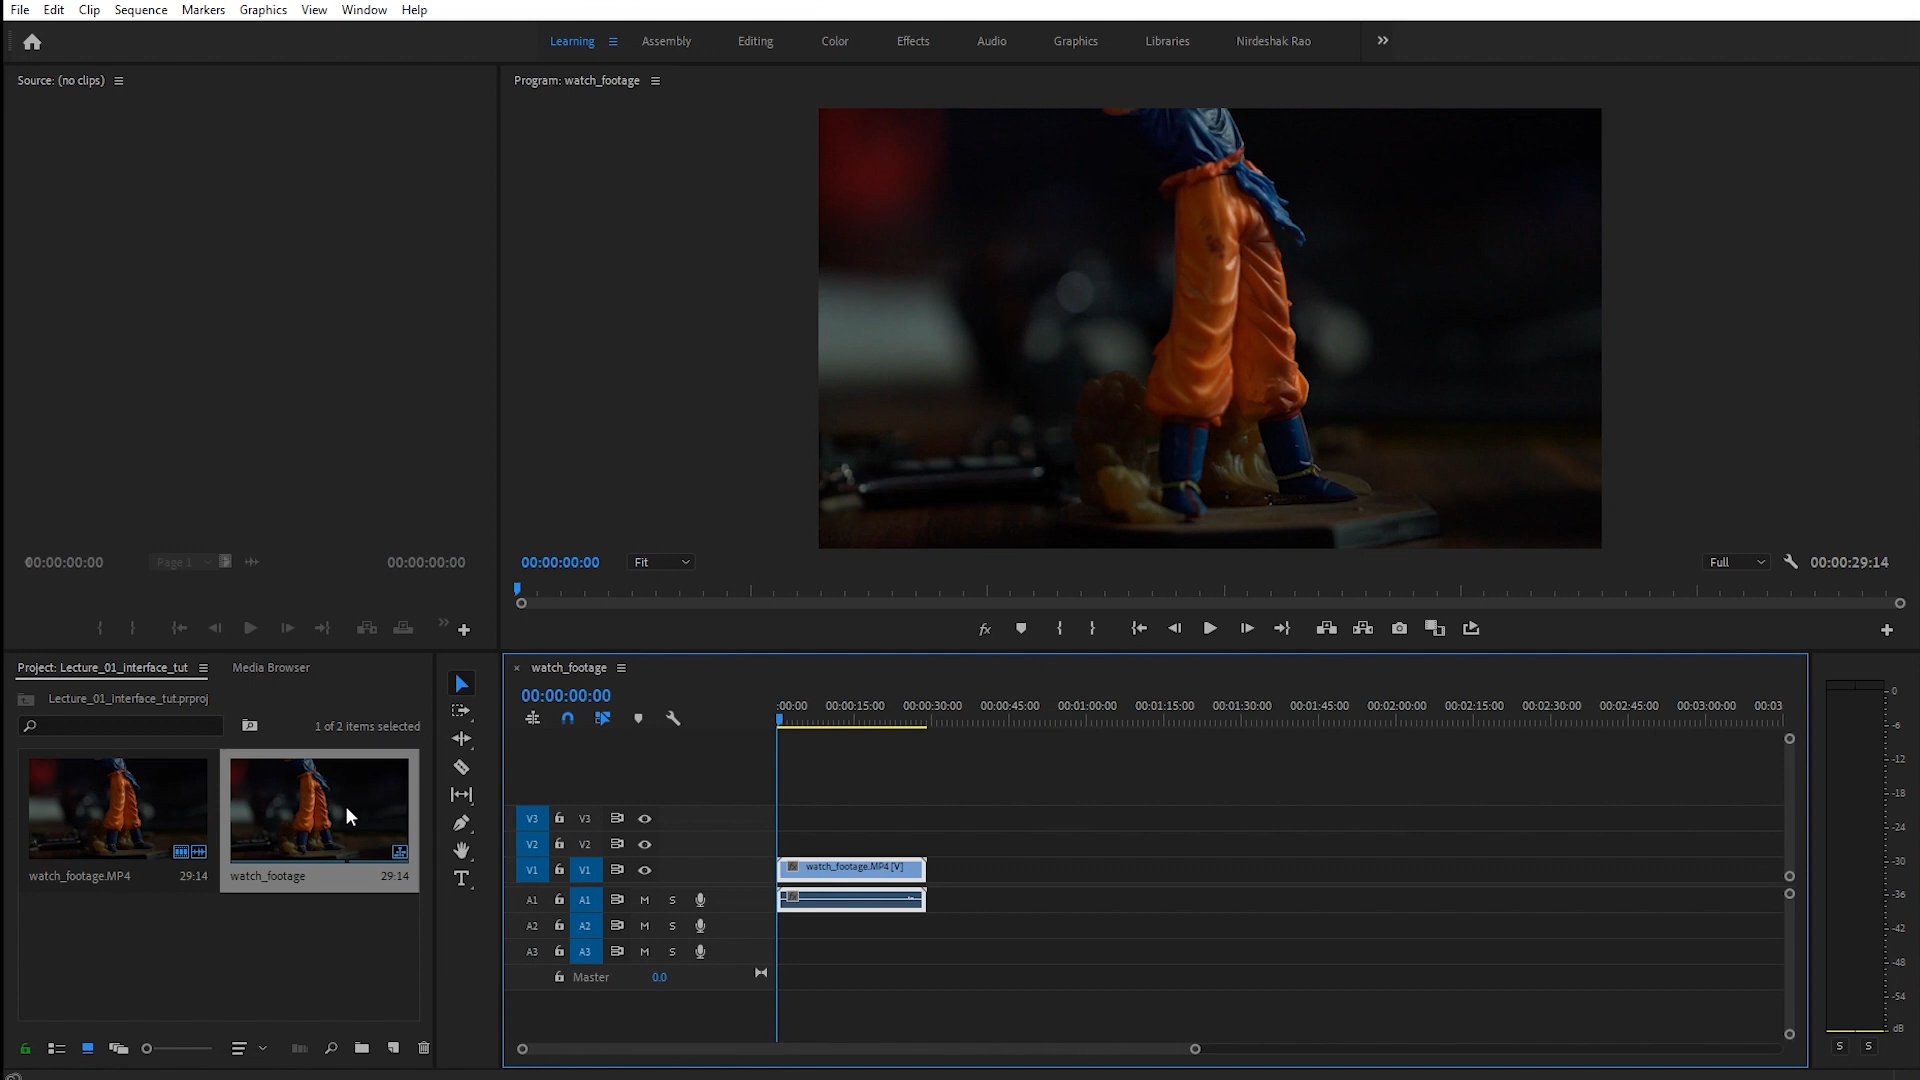 File Edit Clip Sequence Markers Graphics View Window Help
Learning Assembly Editing Color Effects Audio Graphics Libraries Nirdeshak Rao
Source: (no clips)
Program: watch_footage
00:00:00:00 Page 1 00:00:00:00
00:00:00:00 Fit Full 00:00:29:14
fx
Project: Lecture_01_interface_tut Media Browser
Lecture_01_interface_tut.prproj
1 of 2 items selected
watch_footage.MP4 29:14
watch_footage 29:14
× watch_footage
00:00:00:00
:00:00 00:00:15:00 00:00:30:00 00:00:45:00 00:01:00:00 00:01:15:00 00:01:30:00 00:01:45:00 00:02:00:00 00:02:15:00 00:02:30:00 00:02:45:00 00:03:00:00 00:03
V3 V3
V2 V2
V1 V1 watch_footage.MP4 [V]
A1 A1 M S
A2 A2 M S
A3 A3 M S
Master 0.0
0
-6
-12
-18
-24
-30
-36
-42
-48
-54
dB
S S